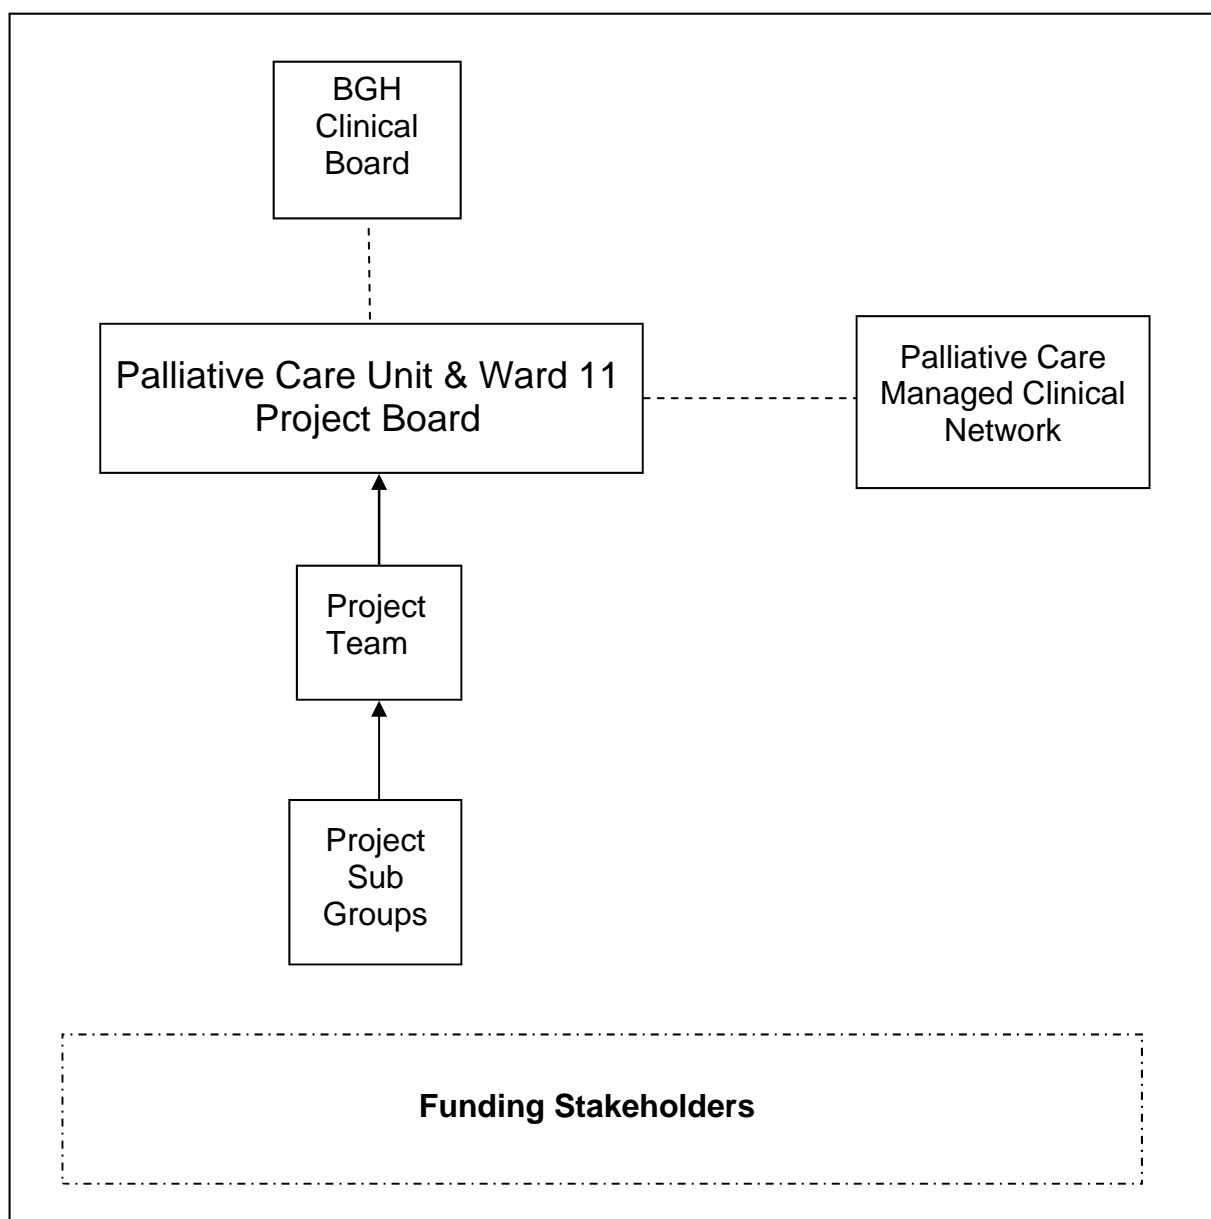 BGH
Clinical
Board
Palliative Care Unit & Ward 11
Project Board
Palliative Care
Managed Clinical
Network
Project
Team
Project
Sub
Groups
Funding Stakeholders